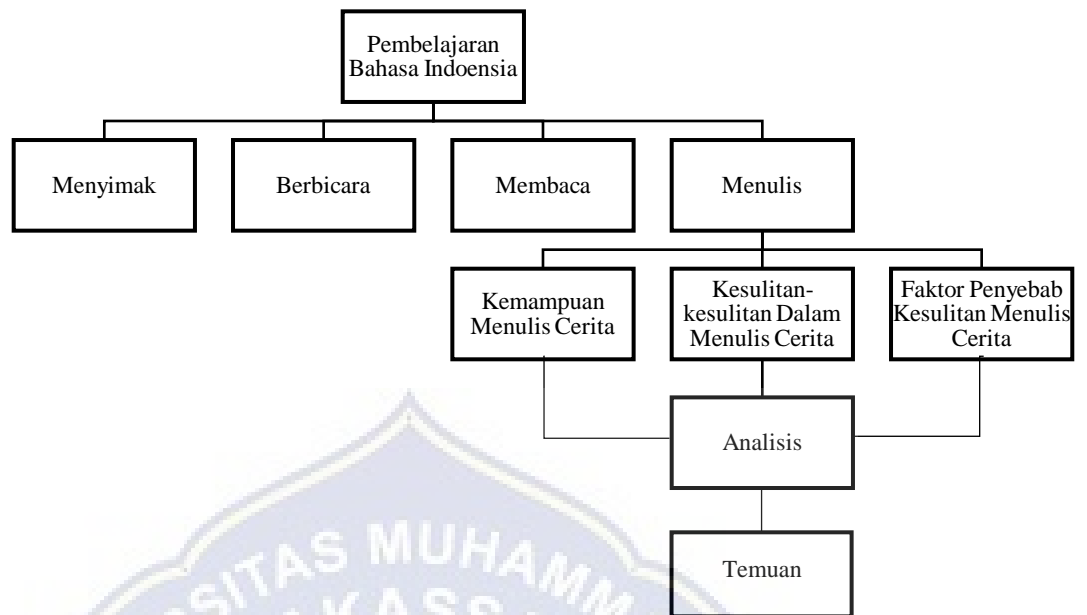 Pembelajaran
Bahasa Indoensia
Menyimak
Berbicara
Membaca
Menulis
Kemampuan
Menulis Cerita
Kesulitan-
kesulitan Dalam
Menulis Cerita
Faktor Penyebab
Kesulitan Menulis
Cerita
Analisis
Temuan